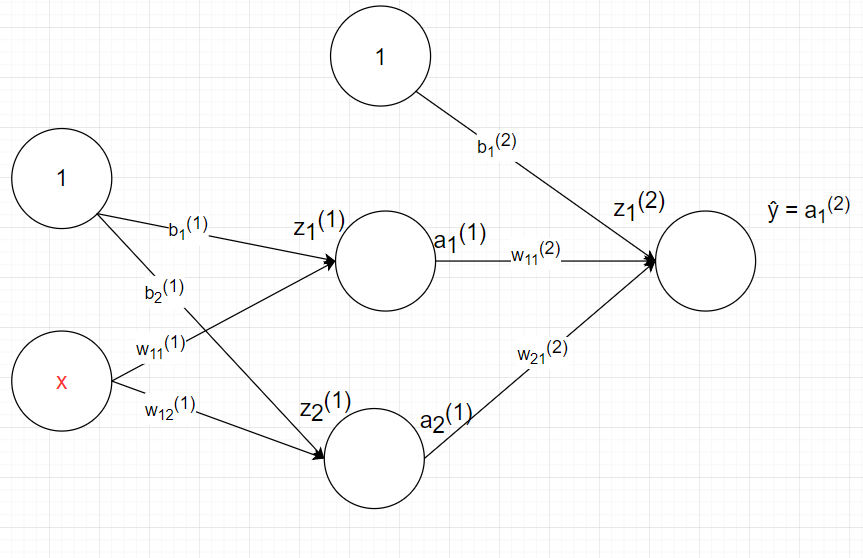 1
b₁⁽²⁾
1
z₁⁽²⁾
ŷ = a₁⁽²⁾
b₁⁽¹⁾
z₁⁽¹⁾
a₁⁽¹⁾
w₁₁⁽²⁾
b₂⁽¹⁾
w₁₁⁽¹⁾
w₂₁⁽²⁾
x
w₁₂⁽¹⁾
z₂⁽¹⁾
a₂⁽¹⁾